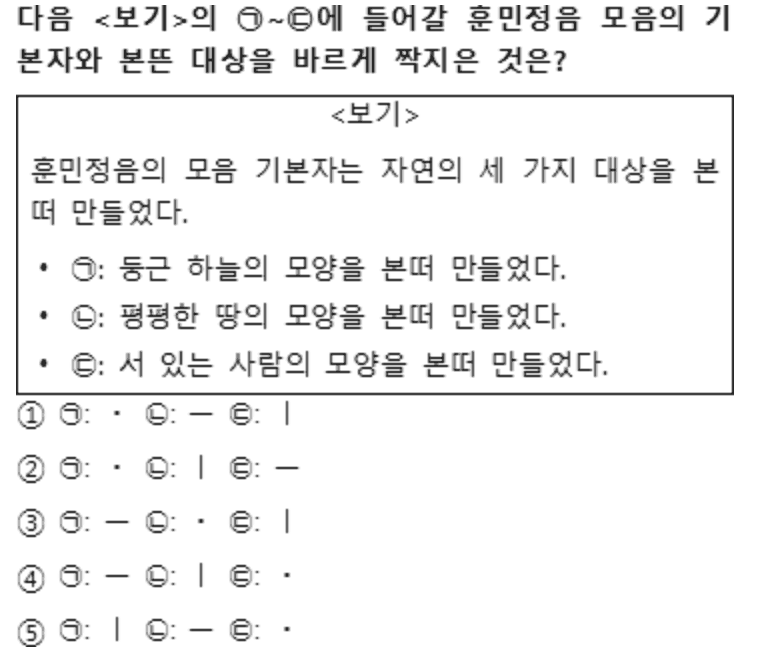 다음 <보기>의 ㉠~㉢에 들어갈 훈민정음 모음의 기
본자와 본뜬 대상을 바르게 짝지은 것은?
<보기>
훈민정음의 모음 기본자는 자연의 세 가지 대상을 본
떠 만들었다.
• ㉠: 둥근 하늘의 모양을 본떠 만들었다.
• ㉡: 평평한 땅의 모양을 본떠 만들었다.
• ㉢: 서 있는 사람의 모양을 본떠 만들었다.
① ㉠: · ㉡: ㅡ ㉢: ㅣ
② ㉠: · ㉡: ㅣ ㉢: ㅡ
③ ㉠: ㅡ ㉡: · ㉢: ㅣ
④ ㉠: ㅡ ㉡: ㅣ ㉢: ·
⑤ ㉠: ㅣ ㉡: ㅡ ㉢: ·